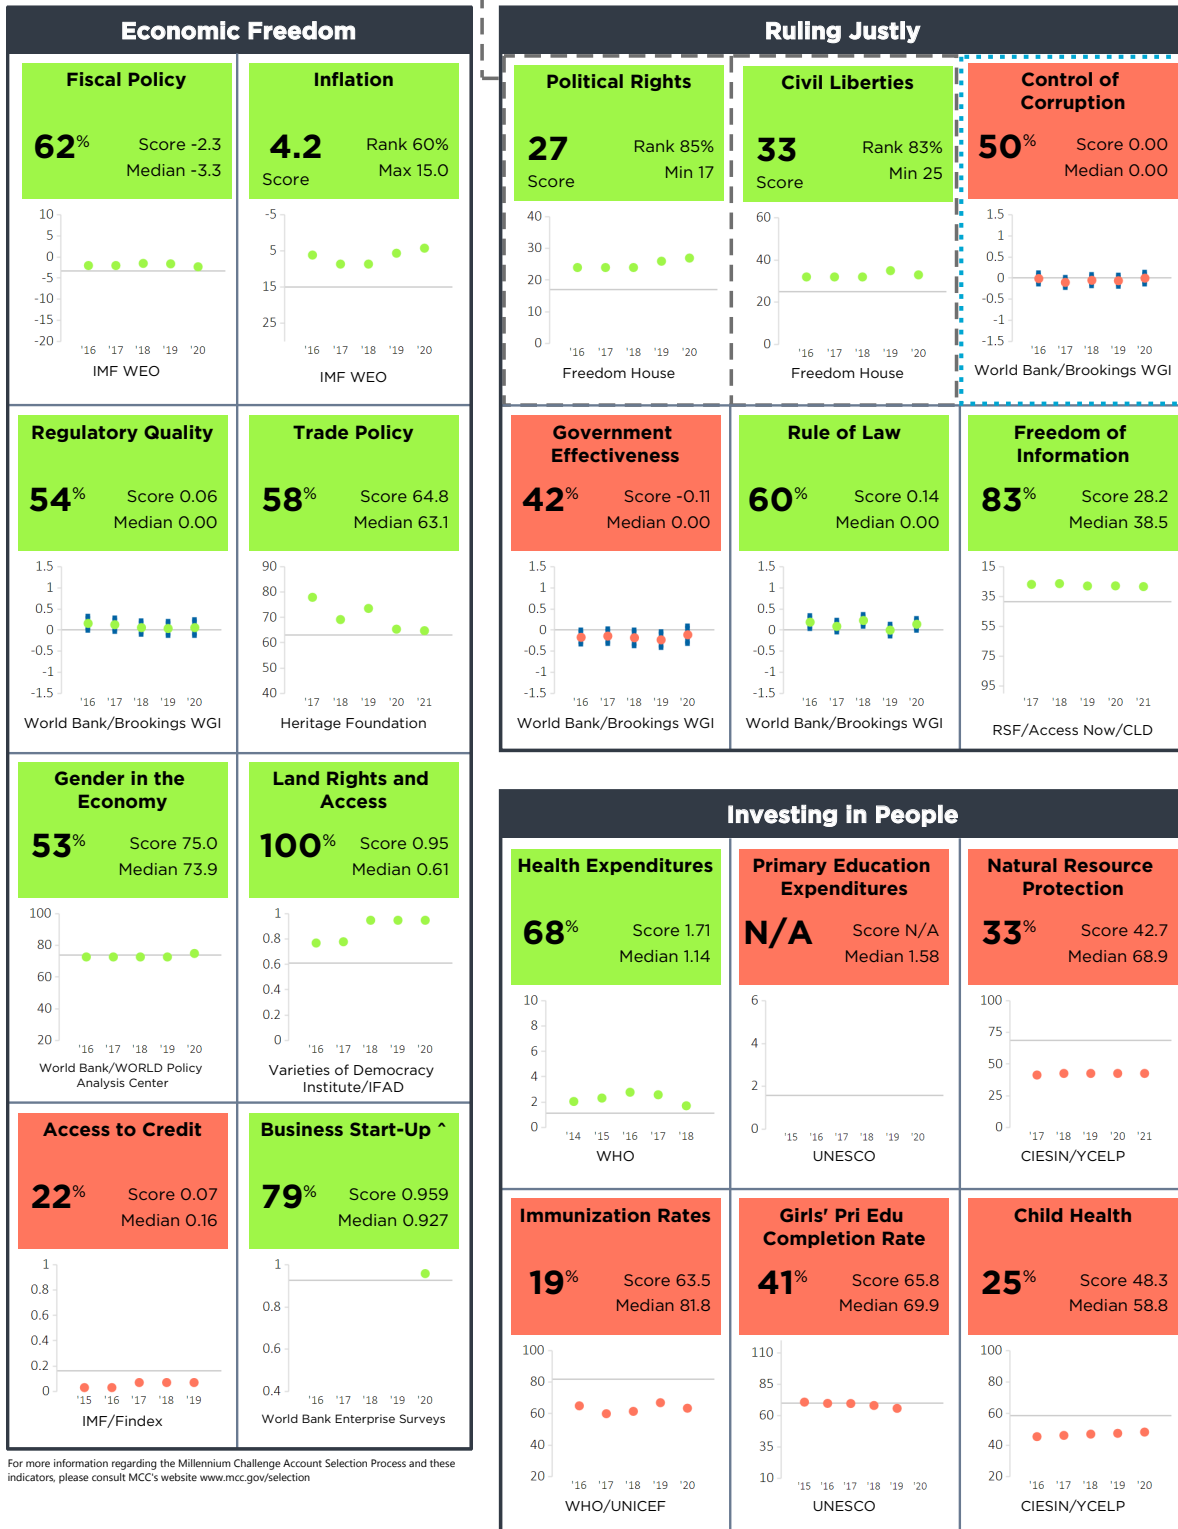 Economic Freedom
Fiscal Policy
62%
Score -2.3
Median -3.3
10
5
0
-5
-10
-15
-20
'16 '17 '18 '19 '20
IMF WEO
Inflation
4.2
Score
Rank 60%
Max 15.0
-5
5
15
25
'16 '17 '18 '19 '20
IMF WEO
Regulatory Quality
54%
Score 0.06
Median 0.00
1.5
1
0.5
0
-0.5
-1
-1.5
'16 '17 '18 '19 '20
World Bank/Brookings WGI
Trade Policy
58%
Score 64.8
Median 63.1
90
80
70
60
50
40
'17 '18 '19 '20 '21
Heritage Foundation
Gender in the
Economy
53%
Score 75.0
Median 73.9
100
80
60
40
20
'16 '17 '18 '19 '20
World Bank/WORLD Policy
Analysis Center
Land Rights and
Access
100%
Score 0.95
Median 0.61
1
0.8
0.6
0.4
0.2
0
'16 '17 '18 '19 '20
Varieties of Democracy
Institute/IFAD
Access to Credit
22%
Score 0.07
Median 0.16
1
0.8
0.6
0.4
0.2
0
'15 '16 '17 '18 '19
IMF/Findex
Business Start-Up ^
79%
Score 0.959
Median 0.927
1
0.8
0.6
0.4
'16 '17 '18 '19 '20
World Bank Enterprise Surveys
For more information regarding the Millennium Challenge Account Selection Process and these
indicators, please consult MCC's website www.mcc.gov/selection
Ruling Justly
Political Rights
27
Score
Rank 85%
Min 17
40
30
20
10
0
'16 '17 '18 '19 '20
Freedom House
Civil Liberties
33
Score
Rank 83%
Min 25
60
40
20
0
'16 '17 '18 '19 '20
Freedom House
Control of
Corruption
50%
Score 0.00
Median 0.00
1.5
1
0.5
0
-0.5
-1
-1.5
'16 '17 '18 '19 '20
World Bank/Brookings WGI
Government
Effectiveness
42%
Score -0.11
Median 0.00
1.5
1
0.5
0
-0.5
-1
-1.5
'16 '17 '18 '19 '20
World Bank/Brookings WGI
Rule of Law
60%
Score 0.14
Median 0.00
1.5
1
0.5
0
-0.5
-1
-1.5
'16 '17 '18 '19 '20
World Bank/Brookings WGI
Freedom of
Information
83%
Score 28.2
Median 38.5
15
35
55
75
95
'17 '18 '19 '20 '21
RSF/Access Now/CLD
Investing in People
Health Expenditures
68%
Score 1.71
Median 1.14
10
8
6
4
2
0
'14 '15 '16 '17 '18
WHO
Primary Education
Expenditures
N/A
Score N/A
Median 1.58
6
4
2
0
'15 '16 '17 '18 '19 '20
UNESCO
Natural Resource
Protection
33%
Score 42.7
Median 68.9
100
75
50
25
0
'17 '18 '19 '20 '21
CIESIN/YCELP
Immunization Rates
19%
Score 63.5
Median 81.8
100
80
60
40
20
'16 '17 '18 '19 '20
WHO/UNICEF
Girls' Pri Edu
Completion Rate
41%
Score 65.8
Median 69.9
110
85
60
35
10
'15 '16 '17 '18 '19 '20
UNESCO
Child Health
25%
Score 48.3
Median 58.8
100
80
60
40
20
'16 '17 '18 '19 '20
CIESIN/YCELP